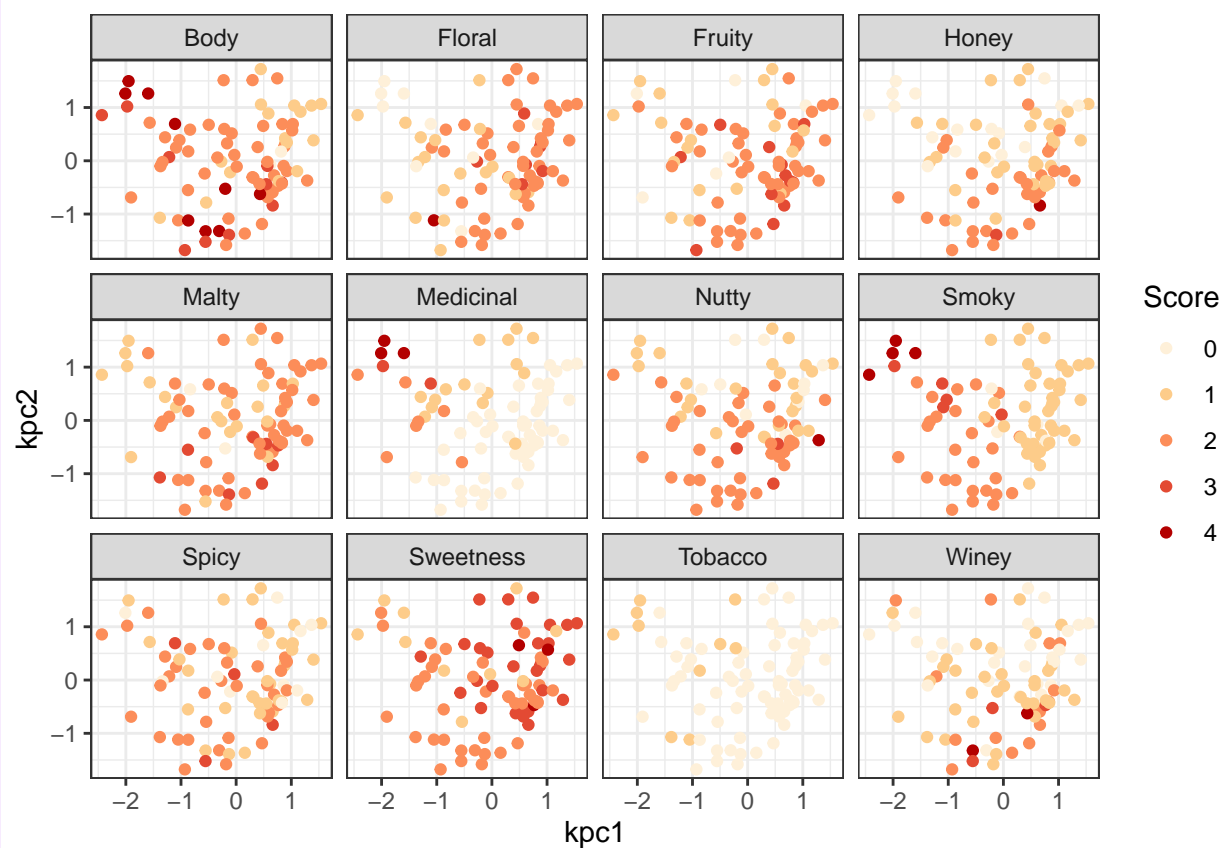 Body Floral Fruity Honey
1
0
−1
Malty Medicinal Nutty Smoky
1
0
−1
Spicy Sweetness Tobacco Winey
1
0
−1
−2 −1 0 1 −2 −1 0 1 −2 −1 0 1 −2 −1 0 1
kpc1
kpc2
Score
0
1
2
3
4